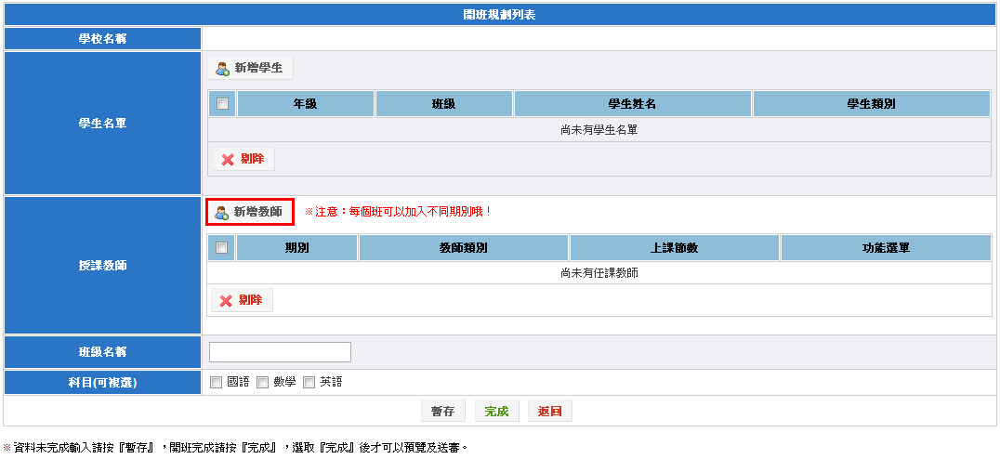 開班規劃列表
學校名稱
學生名單
新增學生
年級 班級 學生姓名 學生類別
尚未有學生名單
剔除
授課教師
新增教師 ※注意：每個班可以加入不同期別哦！
期別 教師類別 上課節數 功能選單
尚未有任課教師
剔除
班級名稱
科目(可複選) 國語 數學 英語
暫存 完成 返回
※資料未完成輸入請按『暫存』，開班完成請按『完成』，選取『完成』後才可以預覽及送審。